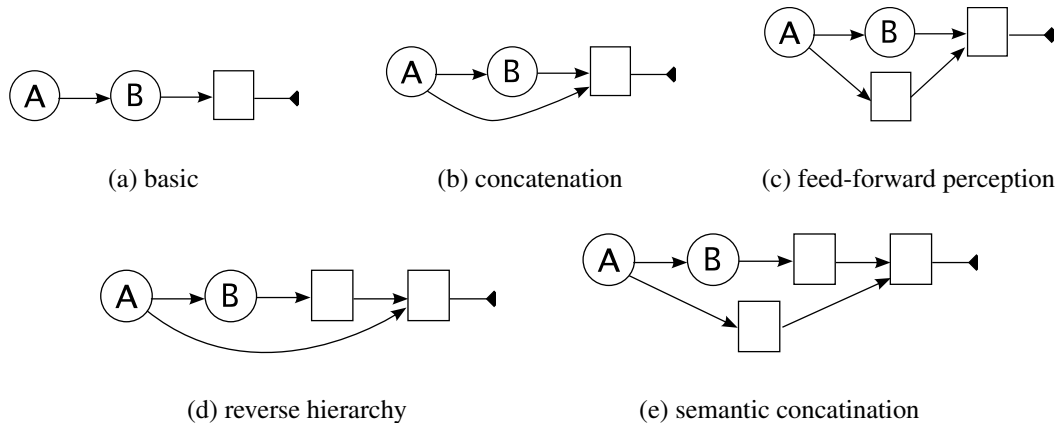 A B
(a) basic
A B
(b) concatenation
A B
(c) feed-forward perception
A B
(d) reverse hierarchy
A B
(e) semantic concatination